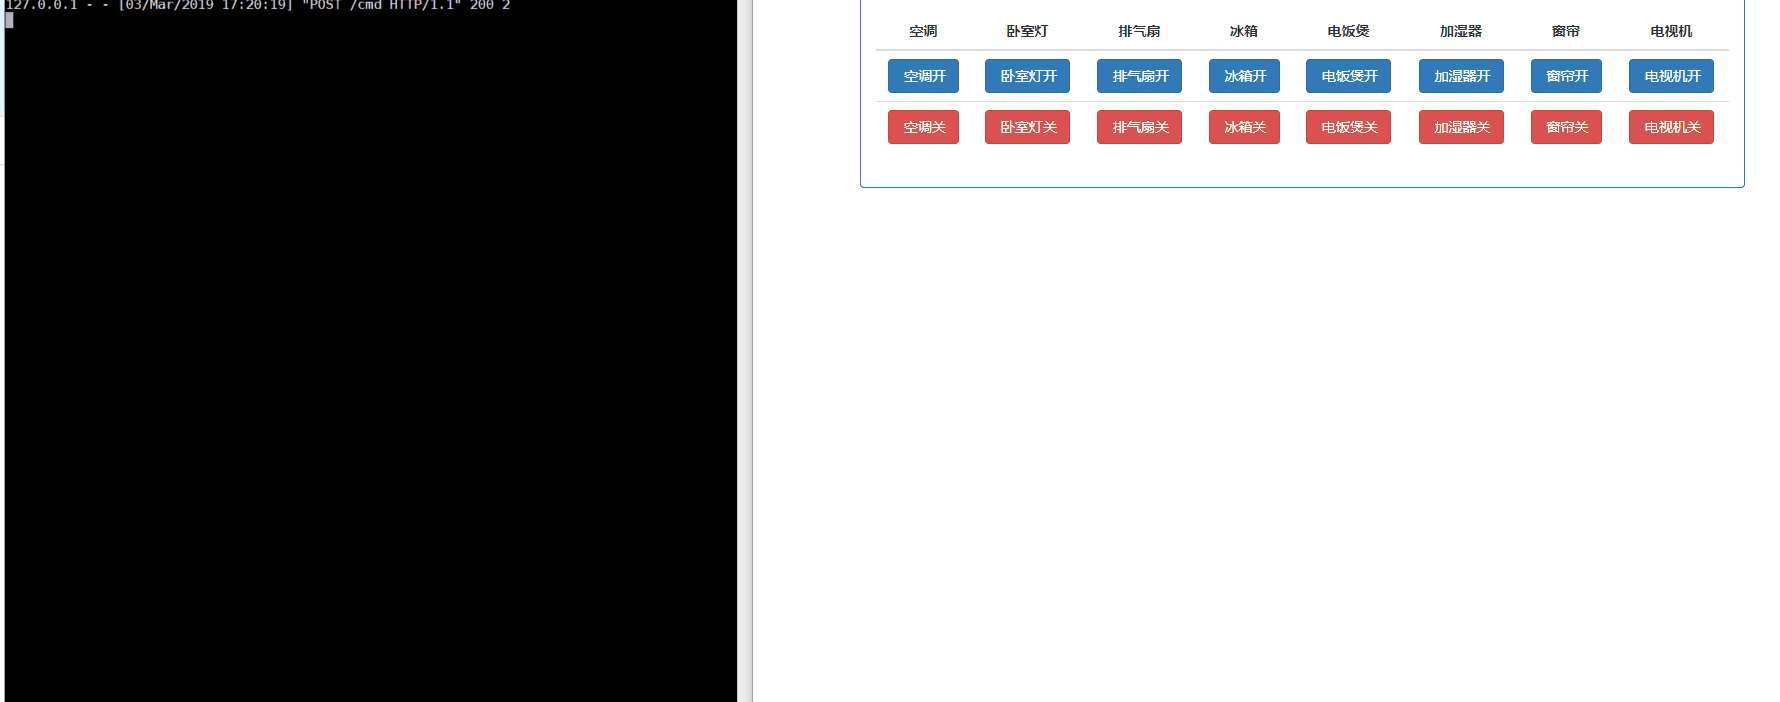 127.0.0.1 - - [03/Mar/2019 17:20:19] "POST /cmd HTTP/1.1" 200 2
空调 卧室灯 排气扇 冰箱 电饭煲 加湿器 窗帘 电视机
空调开 卧室灯开 排气扇开 冰箱开 电饭煲开 加湿器开 窗帘开 电视机开
空调关 卧室灯关 排气扇关 冰箱关 电饭煲关 加湿器关 窗帘关 电视机关